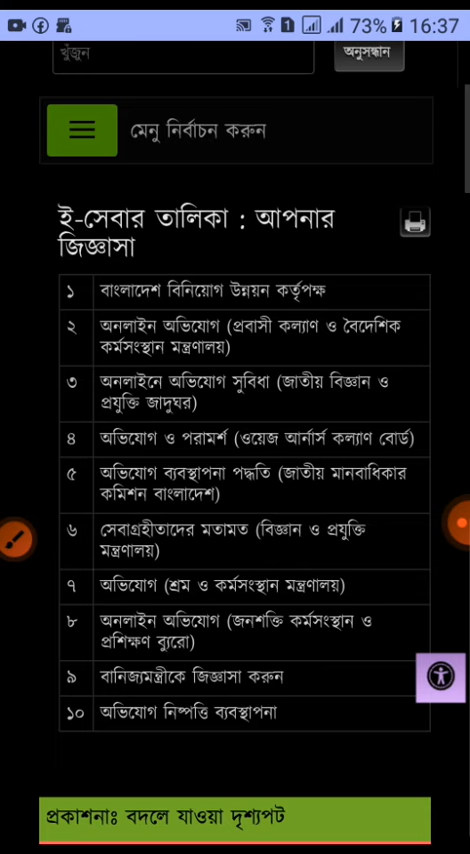 73% 16:37
খুঁজুন
অনুসন্ধান
মেনু নির্বাচন করুন
ই-সেবার তালিকা : আপনার
জিজ্ঞাসা
১ বাংলাদেশ বিনিয়োগ উন্নয়ন কর্তৃপক্ষ
২ অনলাইন অভিযোগ (প্রবাসী কল্যাণ ও বৈদেশিক
কর্মসংস্থান মন্ত্রণালয়)
৩ অনলাইনে অভিযোগ সুবিধা (জাতীয় বিজ্ঞান ও
প্রযুক্তি জাদুঘর)
৪ অভিযোগ ও পরামর্শ (ওয়েজ আর্নার্স কল্যাণ বোর্ড)
৫ অভিযোগ ব্যবস্থাপনা পদ্ধতি (জাতীয় মানবাধিকার
কমিশন বাংলাদেশ)
৬ সেবাগ্রহীতাদের মতামত (বিজ্ঞান ও প্রযুক্তি
মন্ত্রণালয়)
৭ অভিযোগ (শ্রম ও কর্মসংস্থান মন্ত্রণালয়)
৮ অনলাইন অভিযোগ (জনশক্তি কর্মসংস্থান ও
প্রশিক্ষণ ব্যুরো)
৯ বানিজ্যমন্ত্রীকে জিজ্ঞাসা করুন
১০ অভিযোগ নিষ্পত্তি ব্যবস্থাপনা
প্রকাশনাঃ বদলে যাওয়া দৃশ্যপট